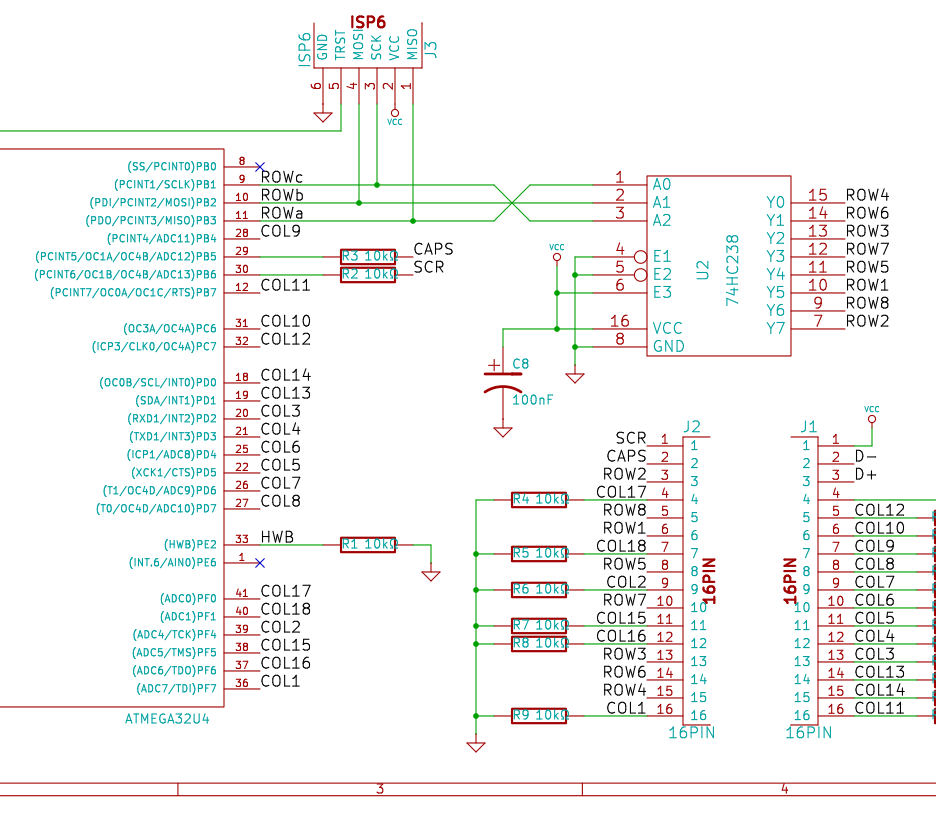 ISP6
ISP6
GND
TRST
MOSI
SCK
VCC
MISO
J3
6
5
4
3
2
1
VCC
(SS/PCINT0)PB0 8
(PCINT1/SCLK)PB1 9 ROWc
(PDI/PCINT2/MOSI)PB2 10 ROWb
(PDO/PCINT3/MISO)PB3 11 ROWa
(PCINT4/ADC11)PB4 28 COL9
(PCINT5/OC1A/OC4B/ADC12)PB5 29 R3 10kΩ CAPS
(PCINT6/OC1B/OC4B/ADC13)PB6 30 R2 10kΩ SCR
(PCINT7/OC0A/OC1C/RTS)PB7 12 COL11
(OC3A/OC4A)PC6 31 COL10
(ICP3/CLK0/OC4A)PC7 32 COL12
(OC0B/SCL/INT0)PD0 18 COL14
(SDA/INT1)PD1 19 COL13
(RXD1/INT2)PD2 20 COL3
(TXD1/INT3)PD3 21 COL4
(ICP1/ADC8)PD4 25 COL6
(XCK1/CTS)PD5 22 COL5
(T1/OC4D/ADC9)PD6 26 COL7
(T0/OC4D/ADC10)PD7 27 COL8
(HWB)PE2 33 HWB R1 10kΩ
(INT.6/AIN0)PE6 1
(ADC0)PF0 41 COL17
(ADC1)PF1 40 COL18
(ADC4/TCK)PF4 39 COL2
(ADC5/TMS)PF5 38 COL15
(ADC6/TDO)PF6 37 COL16
(ADC7/TDI)PF7 36 COL1
ATMEGA32U4
1 A0
2 A1
3 A2
4 E1
5 E2
6 E3
16 VCC
8 GND
U2
74HC238
Y0 15 ROW4
Y1 14 ROW6
Y2 13 ROW3
Y3 12 ROW7
Y4 11 ROW5
Y5 10 ROW1
Y6 9 ROW8
Y7 7 ROW2
VCC
C8
100nF
J2
SCR 1 1
CAPS 2 2
ROW2 3 3
R4 10kΩ COL17 4 4
ROW8 5 5
ROW1 6 6
R5 10kΩ COL18 7 7
ROW5 8 8
R6 10kΩ COL2 9 9
ROW7 10 10
R7 10kΩ COL15 11 11
R8 10kΩ COL16 12 12
ROW3 13 13
ROW6 14 14
ROW4 15 15
R9 10kΩ COL1 16 16
16PIN
16PIN
VCC
J1
1 1
2 2 D-
3 3 D+
4 4
5 5 COL12
6 6 COL10
7 7 COL9
8 8 COL8
9 9 COL7
10 10 COL6
11 11 COL5
12 12 COL4
13 13 COL3
14 14 COL13
15 15 COL14
16 16 COL11
16PIN
16PIN
3
4